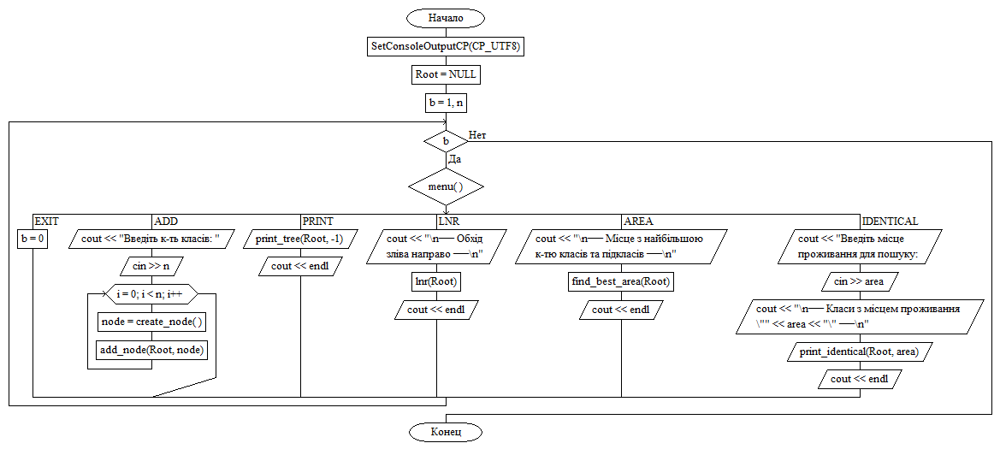 Начало
SetConsoleOutputCP(CP_UTF8)
Root = NULL
b = 1, n
b
Нет
Да
menu( )
EXIT
b = 0
ADD
cout << "Введіть к-ть класів: "
cin >> n
i = 0; i < n; i++
node = create_node( )
add_node(Root, node)
PRINT
print_tree(Root, -1)
cout << endl
LNR
cout << "\n── Обхід
зліва направо ──\n"
lnr(Root)
cout << endl
AREA
cout << "\n── Місце з найбільшою
к-тю класів та підкласів ──\n"
find_best_area(Root)
cout << endl
IDENTICAL
cout << "Введіть місце
проживання для пошуку:
cin >> area
cout << "\n── Класи з місцем проживання
\"" << area << "\" ──\n"
print_identical(Root, area)
cout << endl
Конец